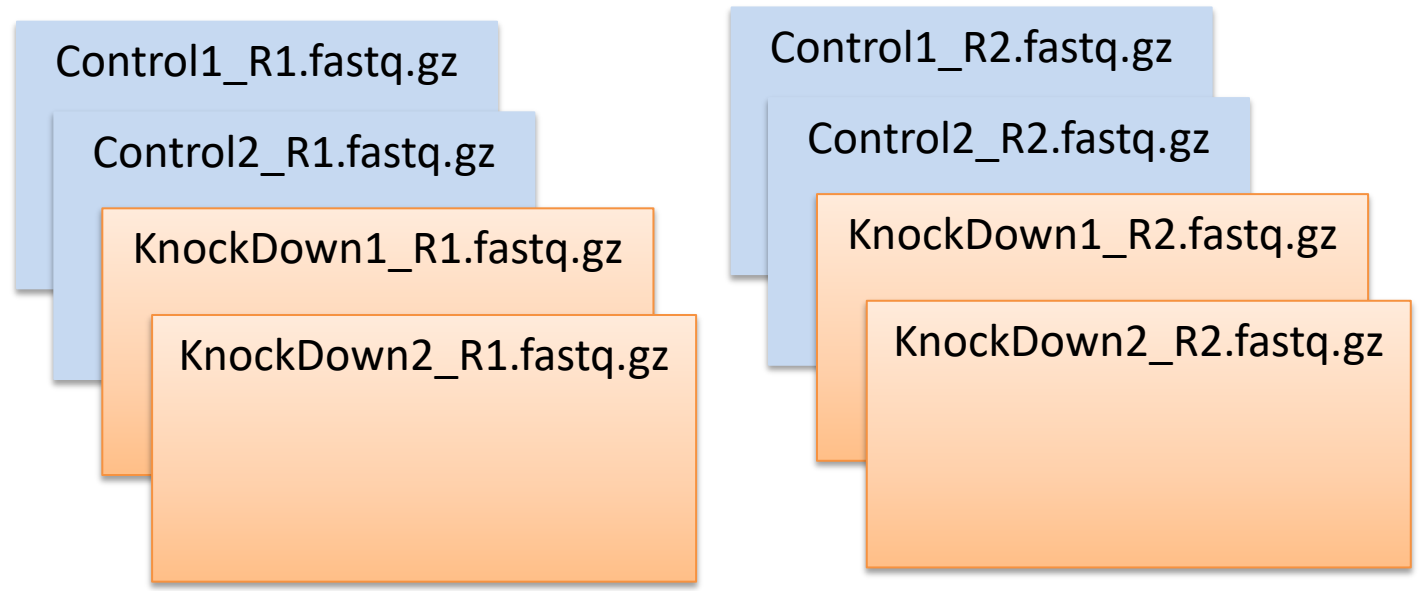 Control1_R1.fastq.gz
Control2_R1.fastq.gz
KnockDown1_R1.fastq.gz
KnockDown2_R1.fastq.gz
Control1_R2.fastq.gz
Control2_R2.fastq.gz
KnockDown1_R2.fastq.gz
KnockDown2_R2.fastq.gz